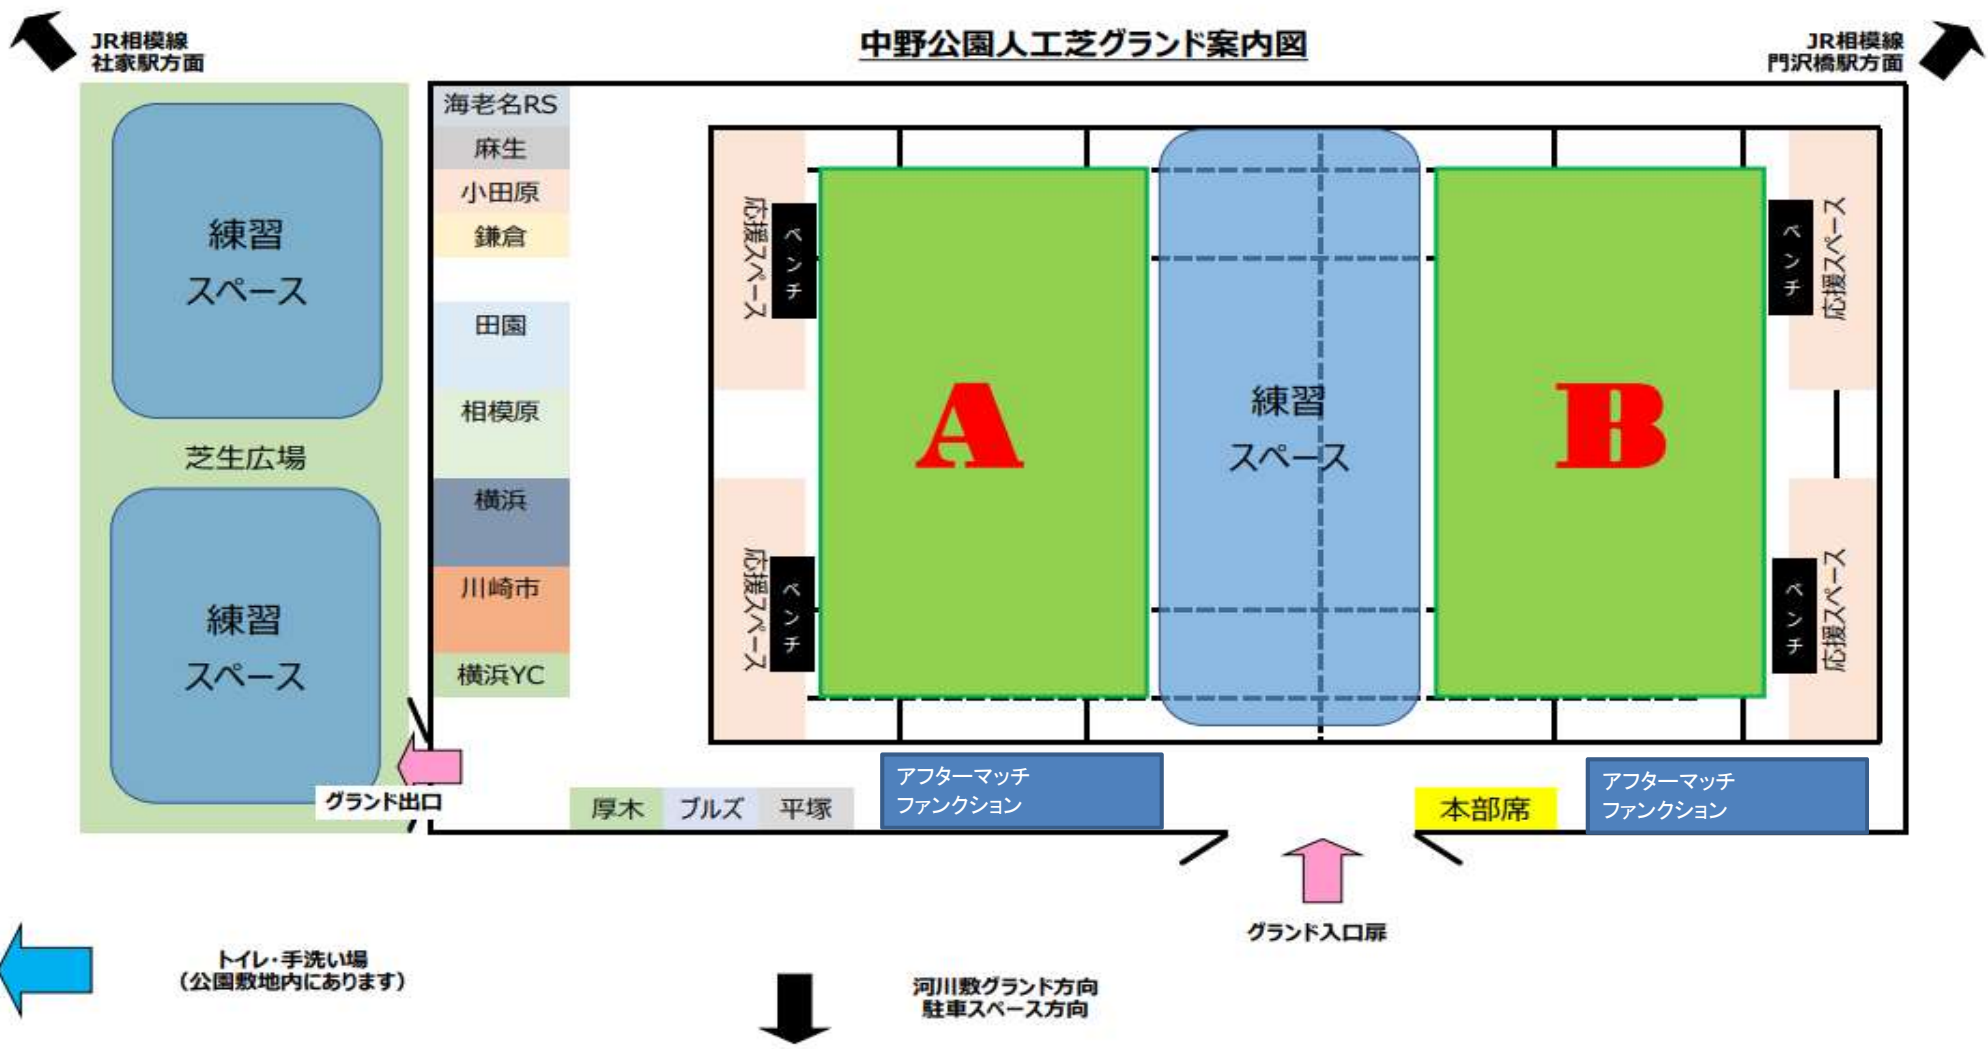 中野公園人工芝グランド案内図
JR相模線
社家駅方面
JR相模線
門沢橋駅方面
練習
スペース
芝生広場
練習
スペース
海老名RS
麻生
小田原
鎌倉
田園
相模原
横浜
川崎市
横浜YC
応援スペース
ベンチ
応援スペース
ベンチ
A
練習
スペース
B
ベンチ
応援スペース
ベンチ
応援スペース
グランド出口
厚木
ブルズ
平塚
アフターマッチ
ファンクション
本部席
アフターマッチ
ファンクション
グランド入口扉
トイレ・手洗い場
（公園敷地内にあります）
河川敷グランド方向
駐車スペース方向